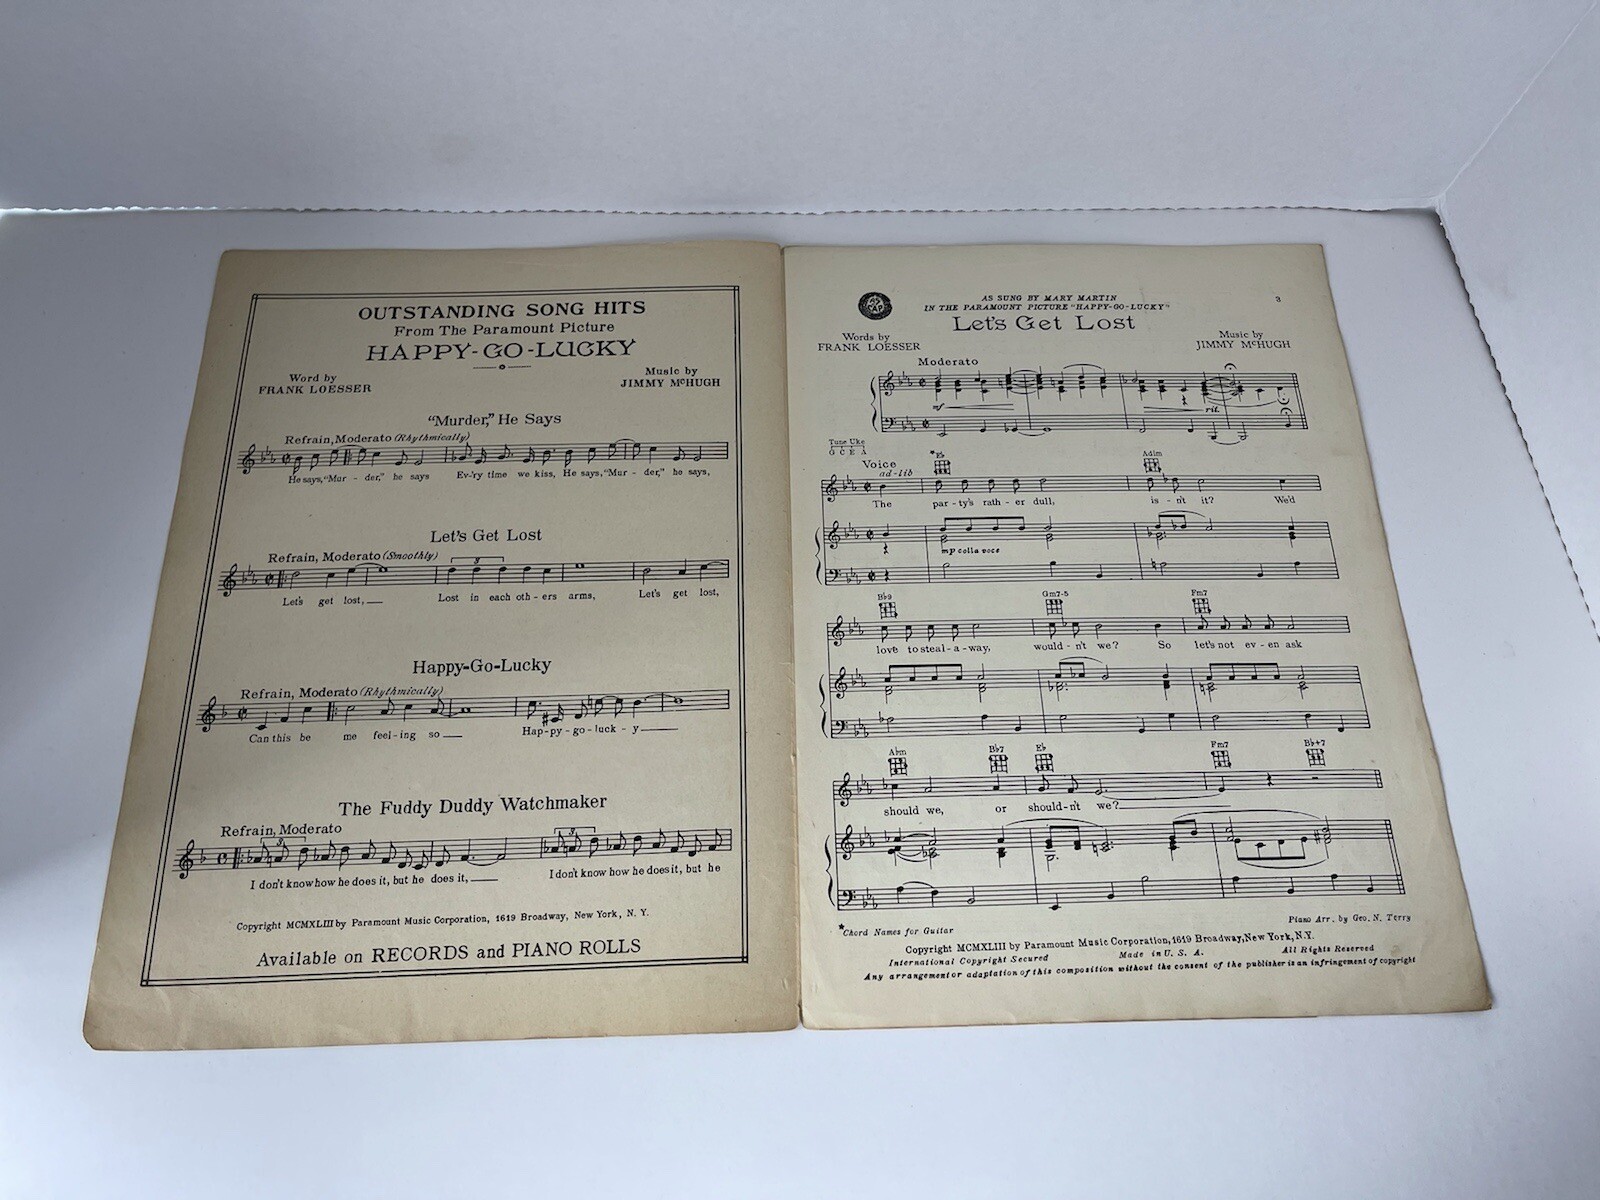 OUTSTANDING SONG HITS
From The Paramount Picture
HAPPY-GO-LUCKY
Word by
FRANK LOESSER
Music by
JIMMY McHUGH
"Murder," He Says
Refrain, Moderato (Rhythmically)
He says, "Mur - der," he says Ev-'ry time we kiss, He says, "Mur - der," he says,
Let's Get Lost
Refrain, Moderato (Smoothly)
3
Let's get lost, Lost in each oth - ers arms, Let's get lost,
Happy-Go-Lucky
Refrain, Moderato (Rhythmically)
Can this be me feel-ing so Hap-py-go-luck-y
The Fuddy Duddy Watchmaker
Refrain, Moderato
3 3
I don't know how he does it, but he does it, I don't know how he does it, but he
Copyright MCMXLIII by Paramount Music Corporation, 1619 Broadway, New York, N. Y.
Available on RECORDS and PIANO ROLLS
AS CAP
AS SUNG BY MARY MARTIN
IN THE PARAMOUNT PICTURE "HAPPY-GO-LUCKY"
3
Let's Get Lost
Words by
FRANK LOESSER
Music by
JIMMY McHUGH
Moderato
mf rit.
Tune Uke
G C E A
Voice
ad-lib
*E♭ Adim
The par-ty's rath-er dull, is-n't it? We'd
mp colla voce
B♭9 Gm7-5 Fm7
love to steal-a-way, would-n't we? So let's not ev-en ask
A♭m B♭7 E♭ Fm7 B♭+7
should we, or should-n't we?
*Chord Names for Guitar
Piano Arr. by Geo. N. Terry
Copyright MCMXLIII by Paramount Music Corporation, 1619 Broadway, New York, N.Y.
International Copyright Secured Made in U. S. A. All Rights Reserved
Any arrangement or adaptation of this composition without the consent of the publisher is an infringement of copyright